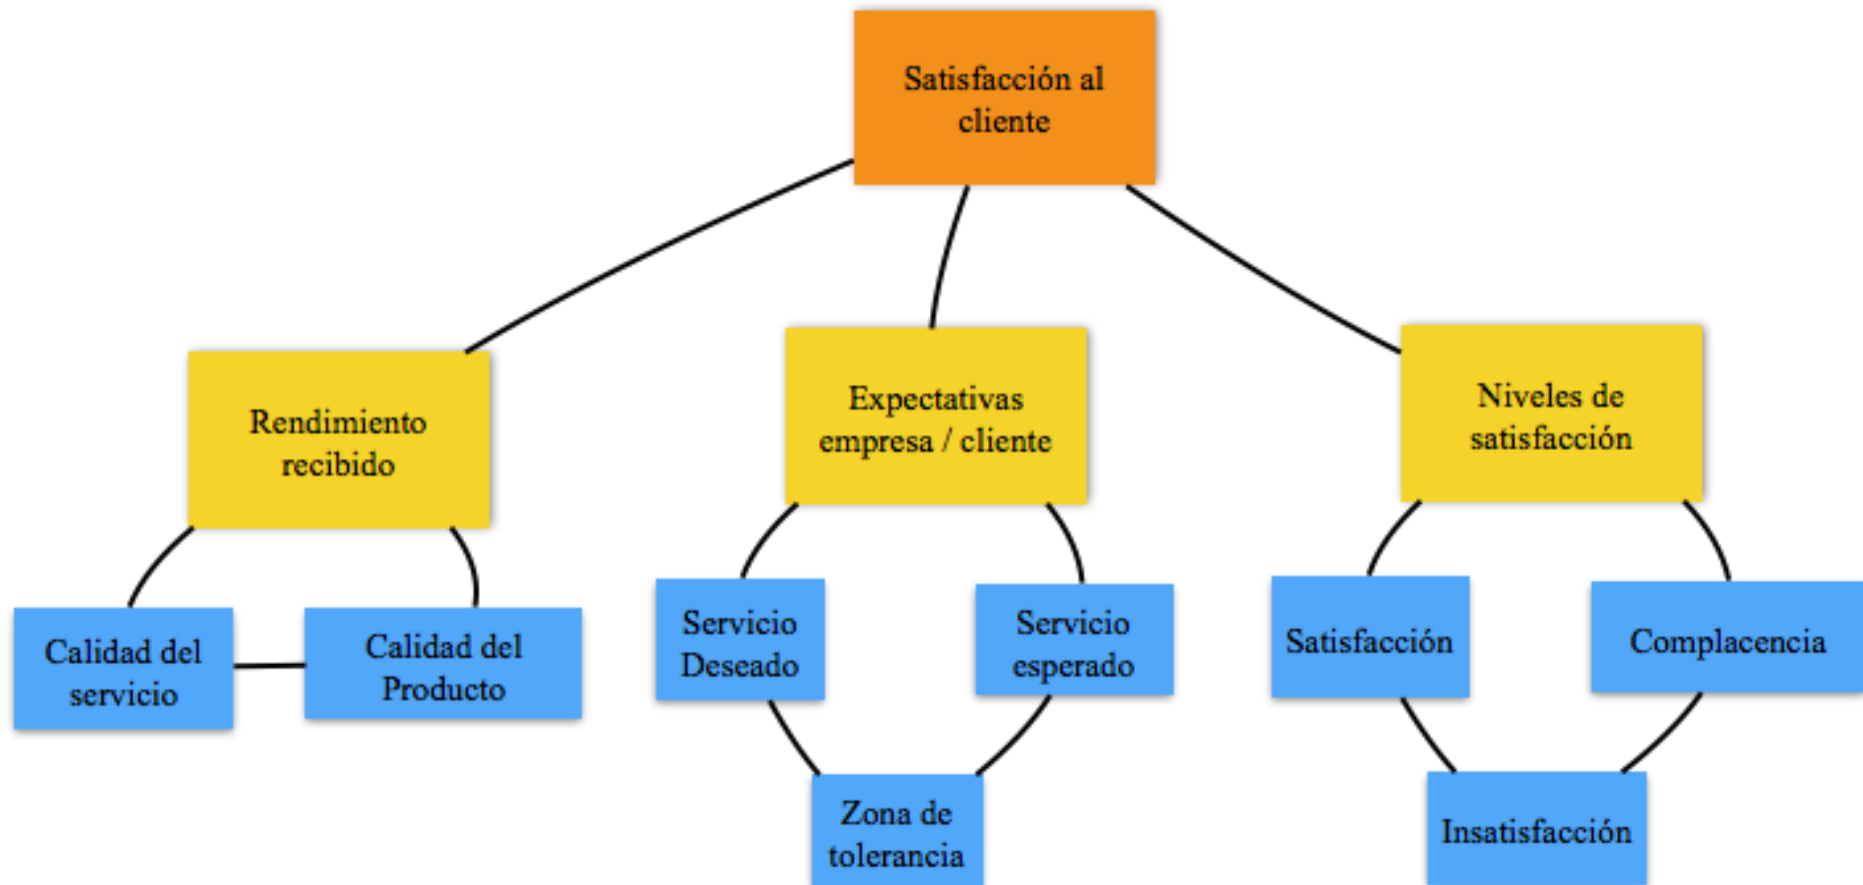 Satisfacción al
cliente
Rendimiento
recibido
Expectativas
empresa / cliente
Niveles de
satisfacción
Calidad del
servicio
Calidad del
Producto
Servicio
Deseado
Servicio
esperado
Zona de
tolerancia
Satisfacción
Complacencia
Insatisfacción